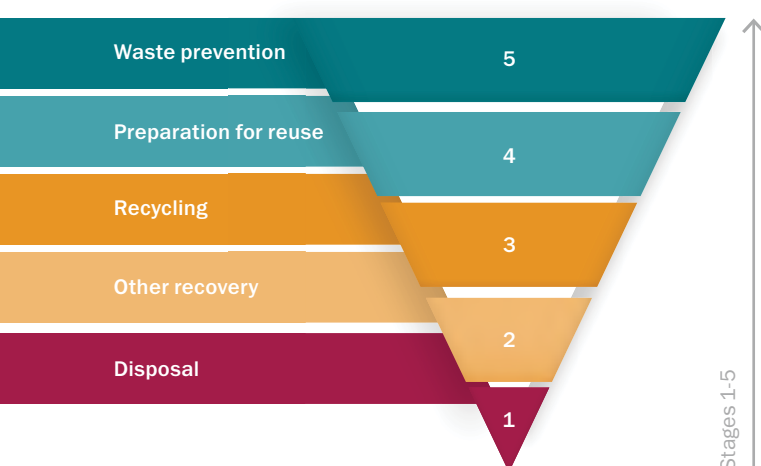 Waste prevention
5
Preparation for reuse
4
Recycling
3
Other recovery
2
Disposal
1
Stages 1-5